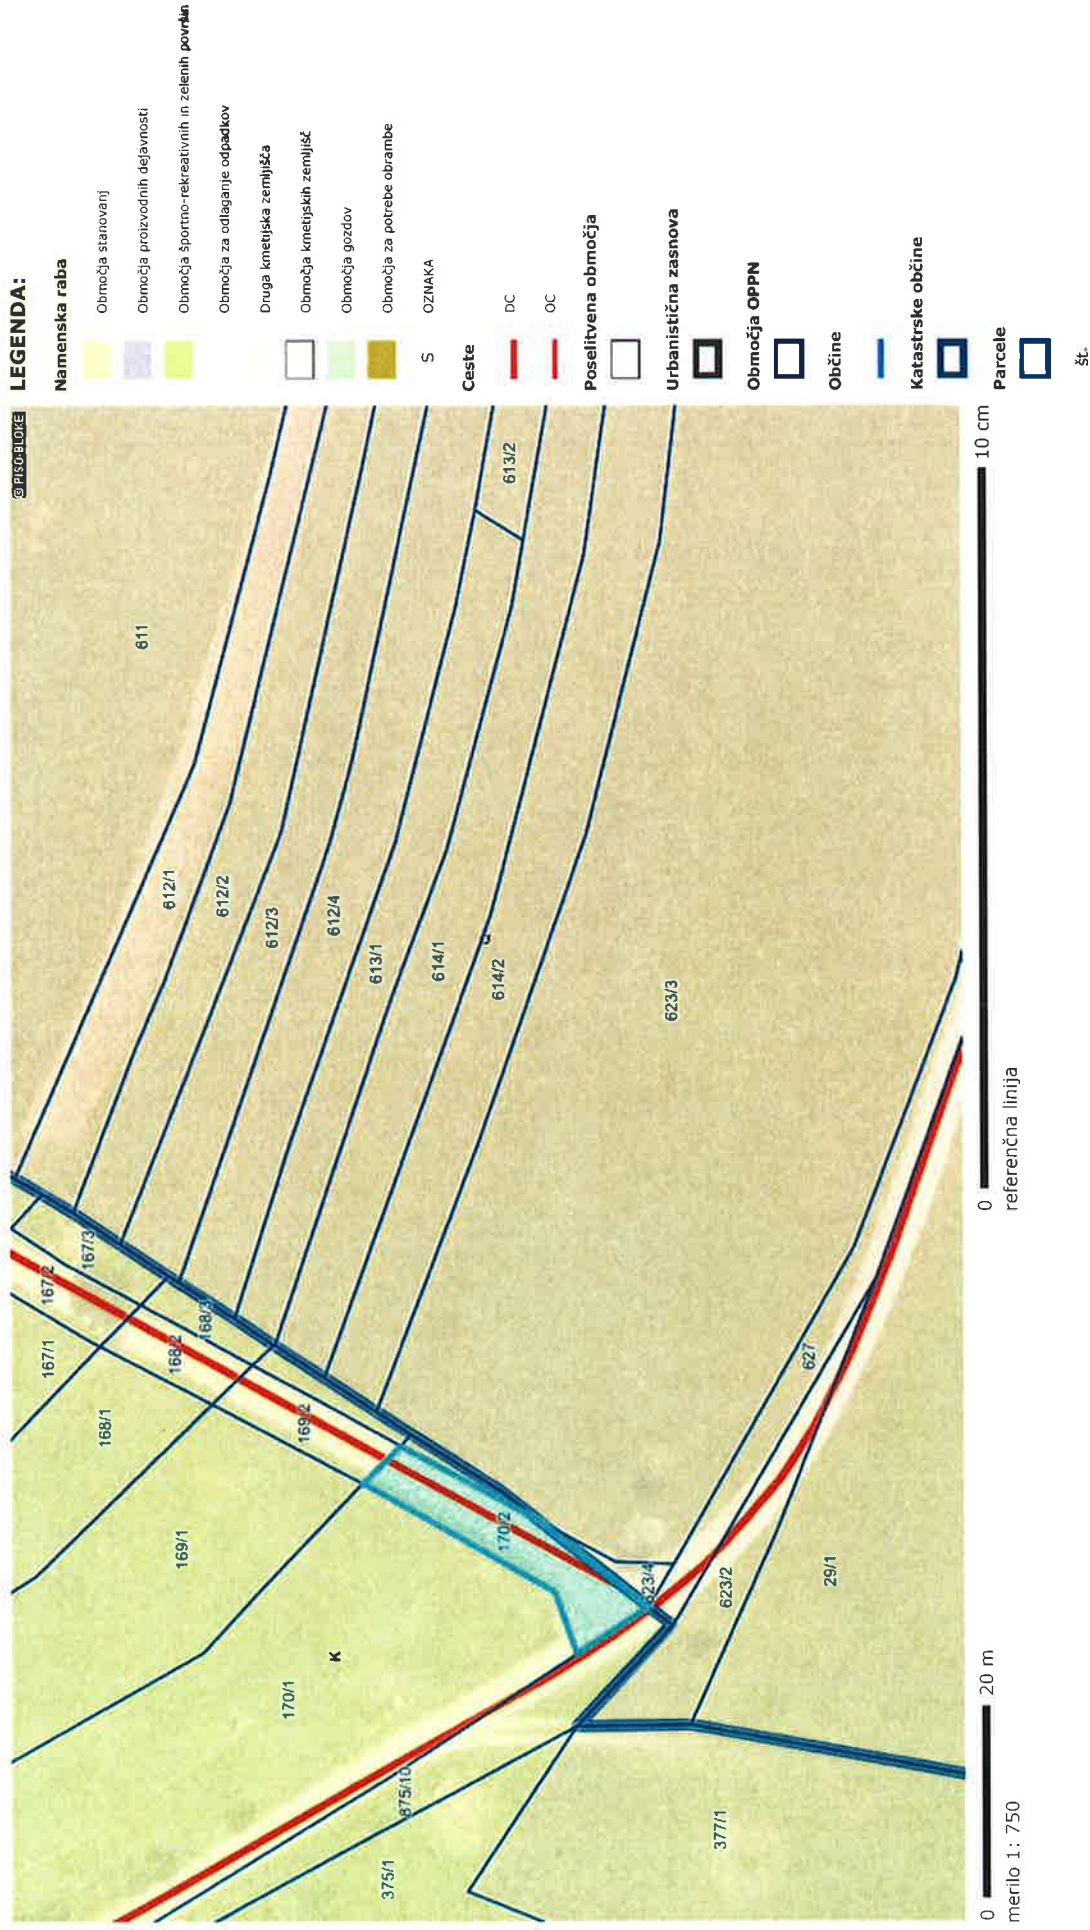 © PISO-BLOKE
611
612/1
612/2
612/3
612/4
613/1
613/2
614/1
614/2
623/3
167/1
167/2
167/3
168/1
168/2
168/3
169/1
169/2
170/1
170/2
K
623/4
627
623/2
29/1
875/10
375/1
377/1
0 20 m
merilo 1: 750
0 10 cm
referenčna linija
LEGENDA:
Namenska raba
Območja stanovanj
Območja proizvodnih dejavnosti
Območja športno-rekreativnih in zelenih površin
Območja za odlaganje odpadkov
Druga kmetijska zemljišča
Območja kmetijskih zemljišč
Območja gozdov
Območja za potrebe obrambe
S OZNAKA
Ceste
DC
OC
Poselitvena območja
Urbanistična zasnova
Območja OPPN
Občine
Katastrske občine
Parcele
št.